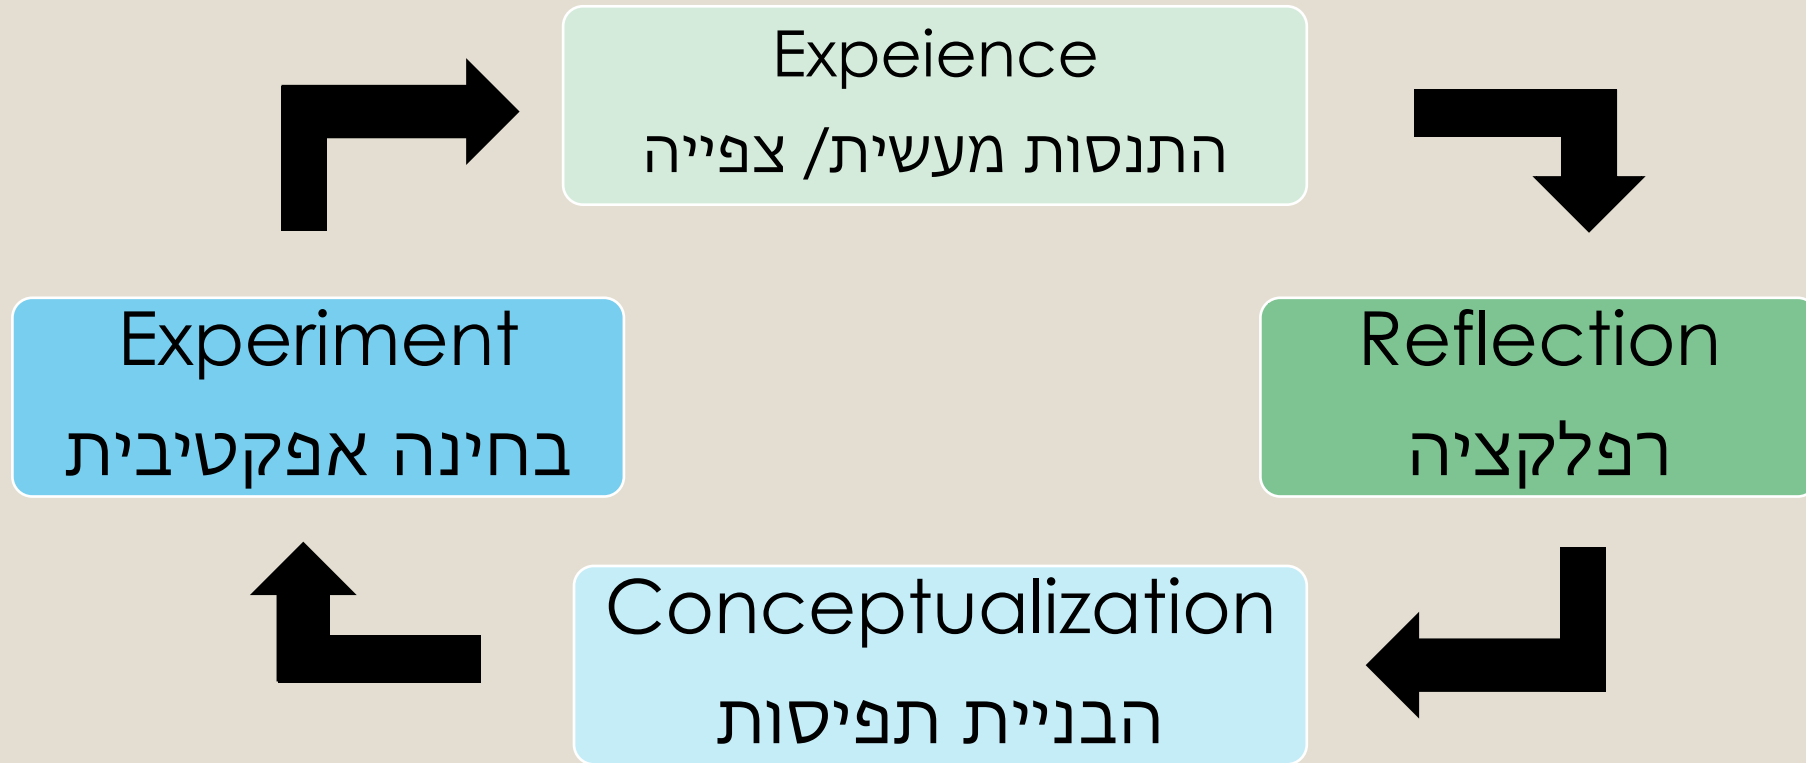 Expeience
התנסות מעשית/ צפייה
Reflection
רפלקציה
Conceptualization
הבניית תפיסות
Experiment
בחינה אפקטיבית